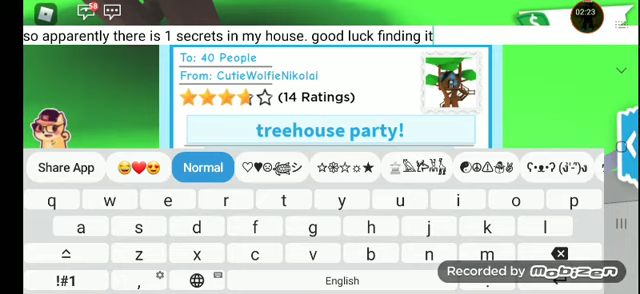 58
02:23
so apparently there is 1 secrets in my house. good luck finding it
To: 40 People
From: CutieWolfieNikolai
(14 Ratings)
treehouse party!
Share App
Normal
q w e r t y u i o p
a s d f g h j k l
z x c v b n m
!#1 , English .
Recorded by Mobizen